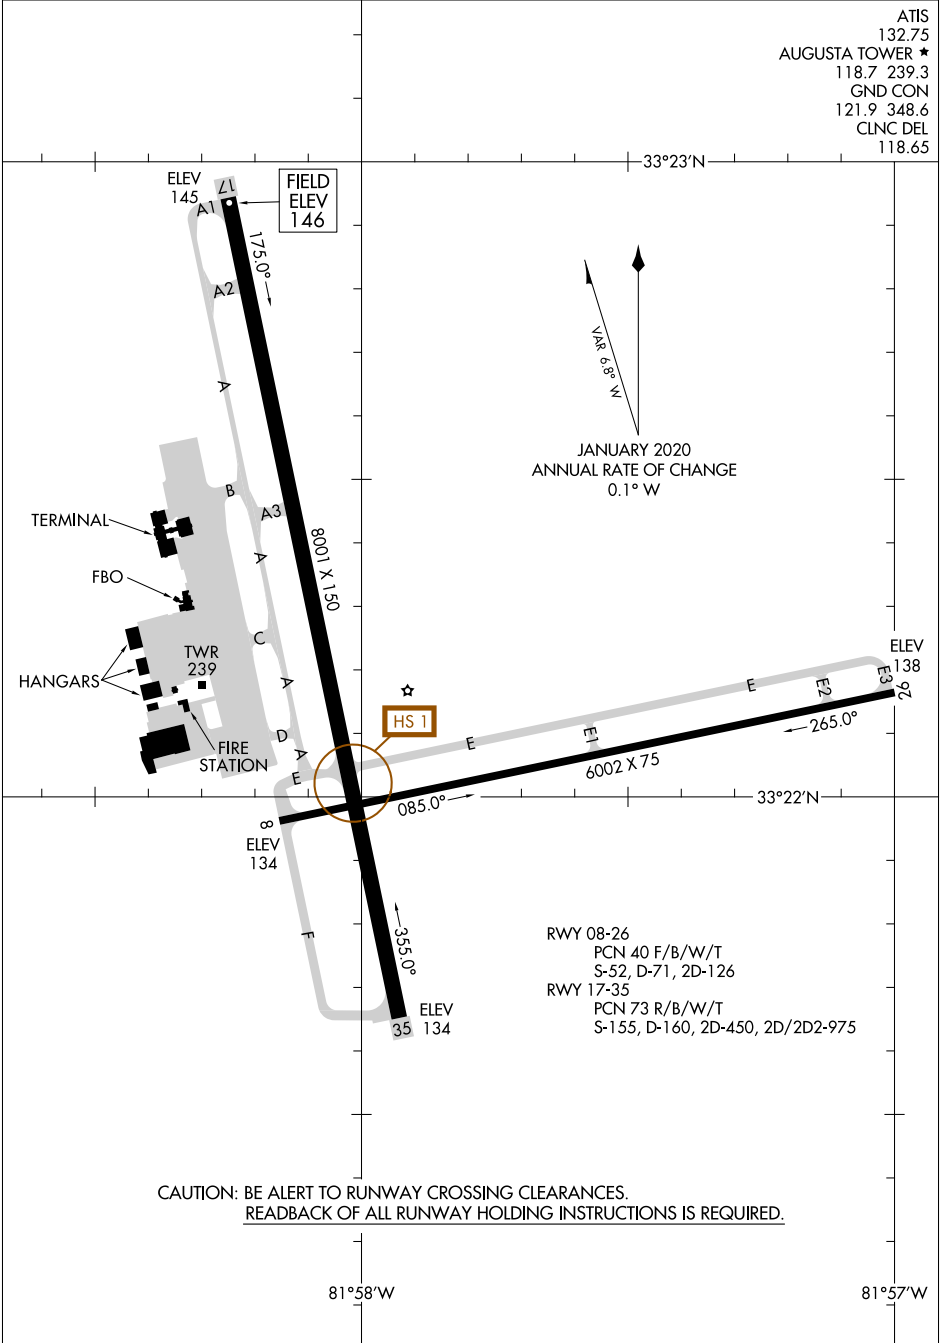 ATIS
132.75
AUGUSTA TOWER ★
118.7 239.3
GND CON
121.9 348.6
CLNC DEL
118.65
33°23'N
ELEV
145
17
FIELD
ELEV
146
A1
175.0°
A2
VAR 6.8° W
A
JANUARY 2020
ANNUAL RATE OF CHANGE
0.1° W
B
A3
TERMINAL
8001 X 150
A
FBO
C
TWR
239
HANGARS
A
ELEV
138
E3
26
E2
E
265.0°
HS 1
D
A
E
E1
FIRE
STATION
E
6002 X 75
33°22'N
085.0°
8
ELEV
134
F
355.0°
RWY 08-26
PCN 40 F/B/W/T
S-52, D-71, 2D-126
RWY 17-35
PCN 73 R/B/W/T
S-155, D-160, 2D-450, 2D/2D2-975
35
ELEV
134
CAUTION: BE ALERT TO RUNWAY CROSSING CLEARANCES.
READBACK OF ALL RUNWAY HOLDING INSTRUCTIONS IS REQUIRED.
81°58'W
81°57'W